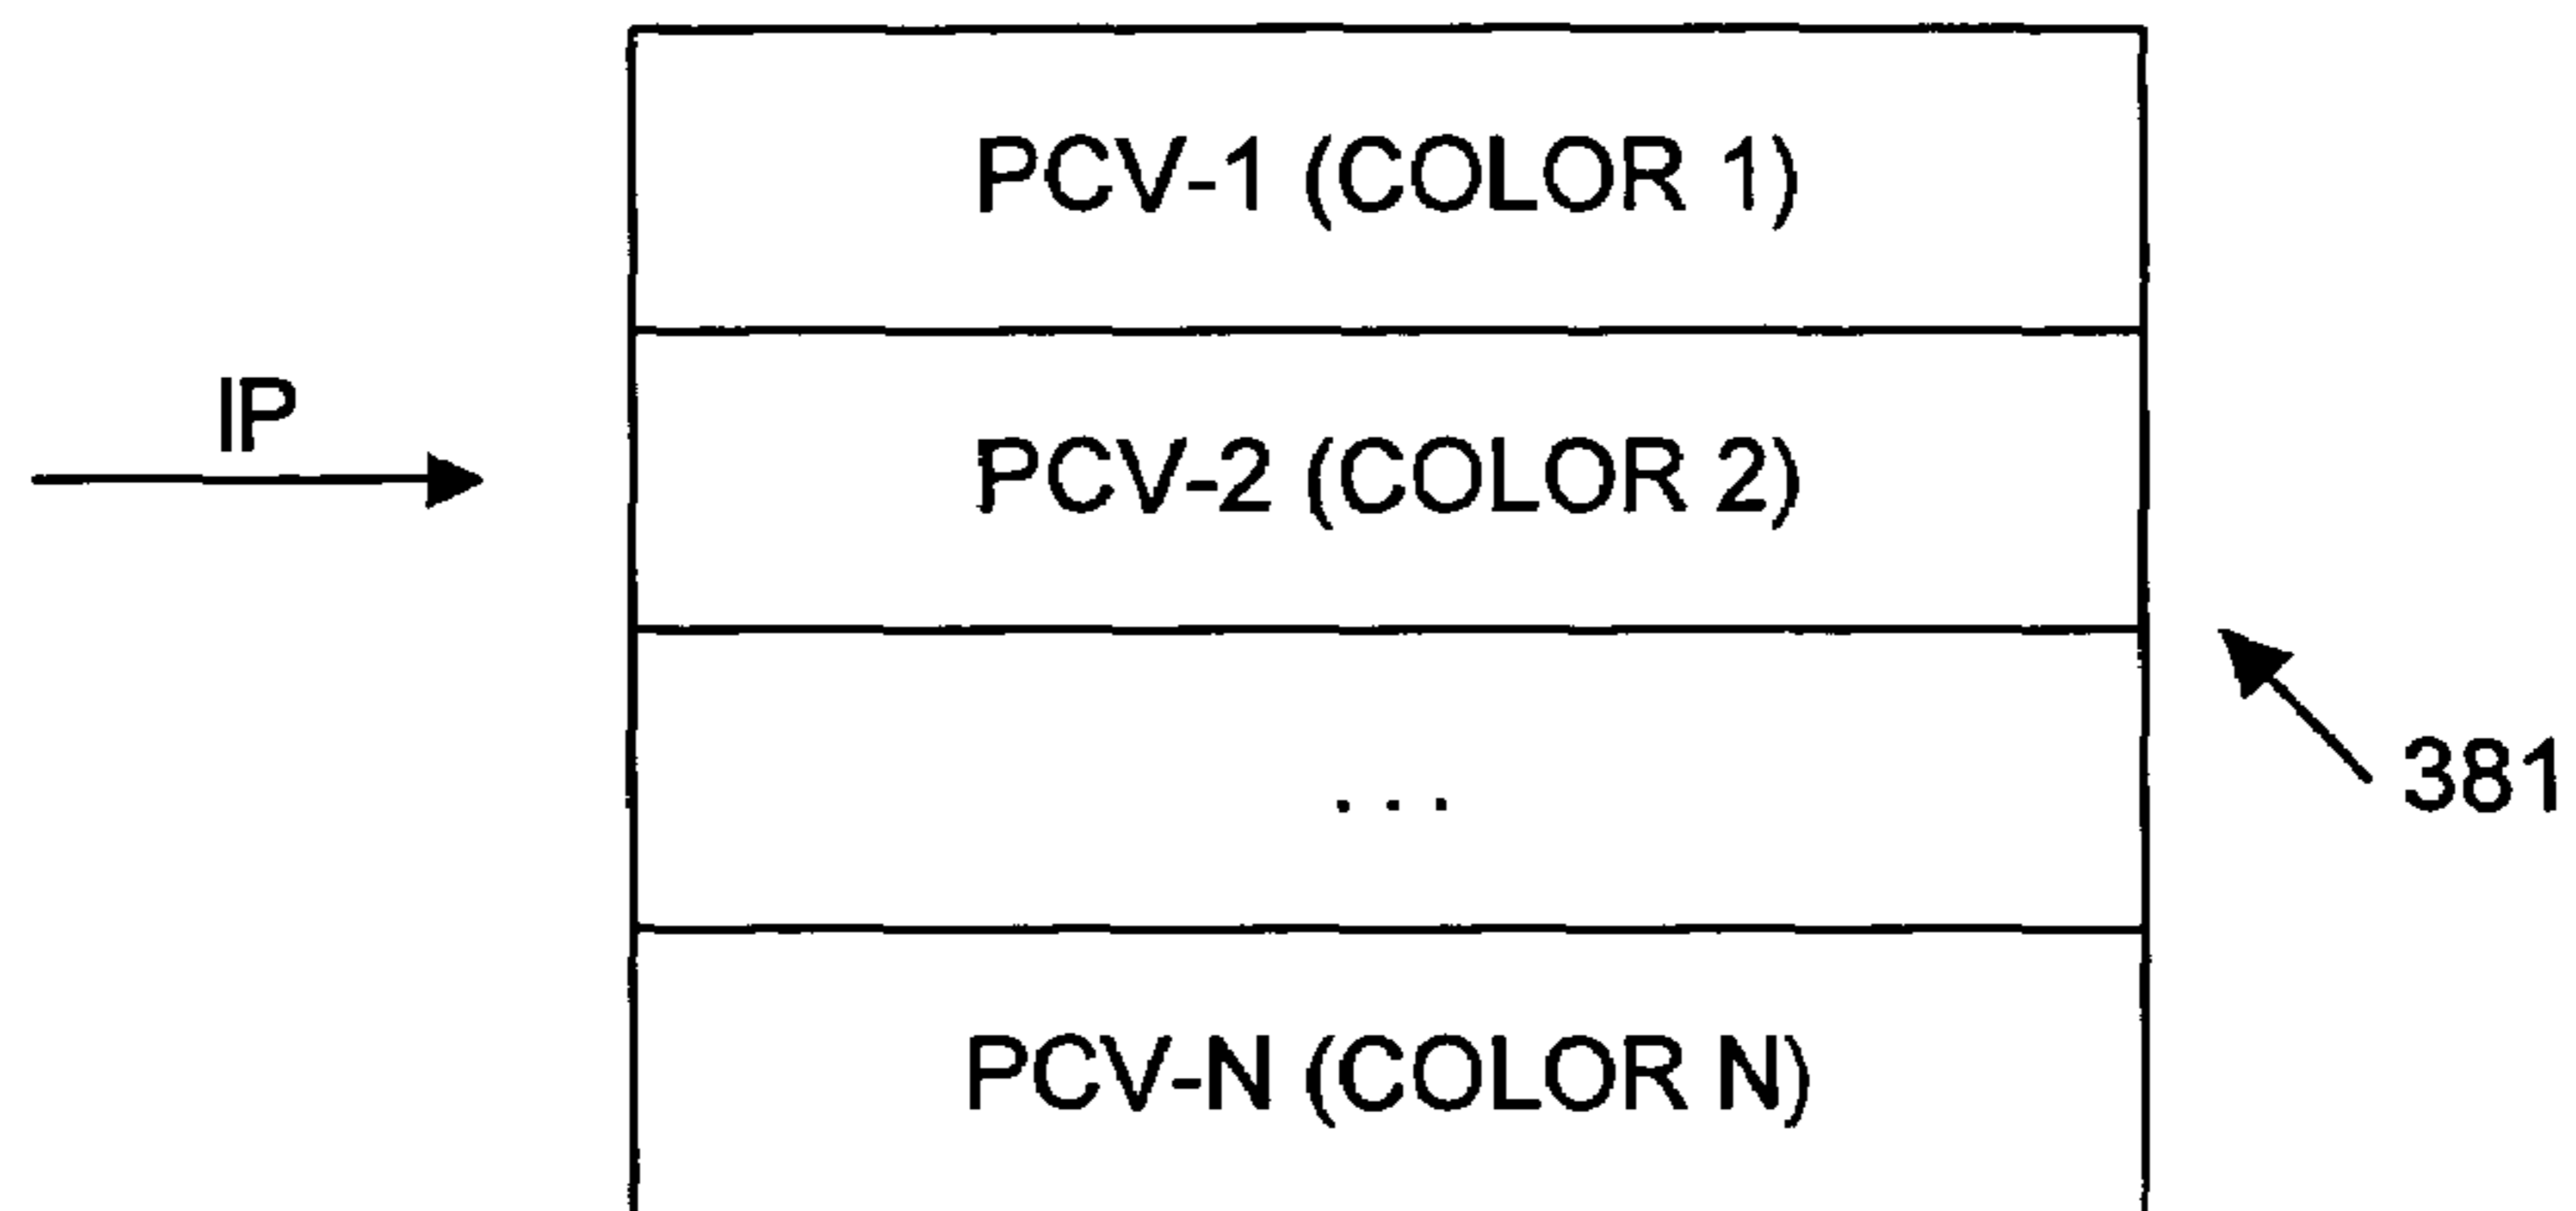 PCV-1 (COLOR 1)
IP
PCV-2 (COLOR 2)
. . .
381
PCV-N (COLOR N)